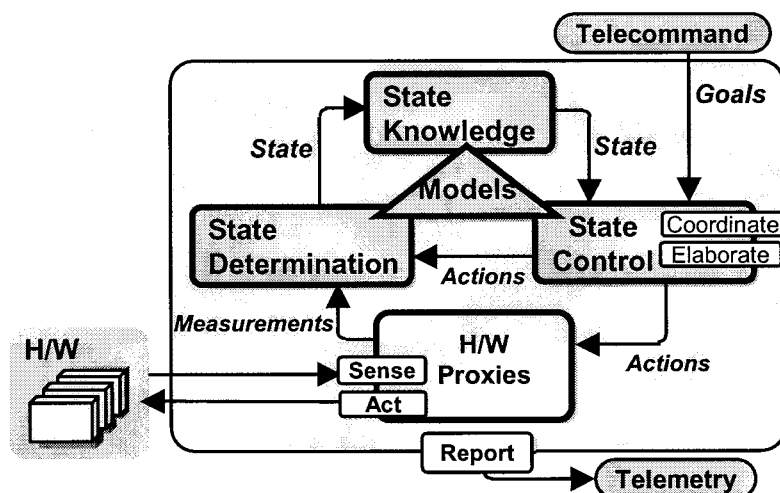 Telecommand
Goals
State
Knowledge
State
State
Models
State
Determination
State
Control
Coordinate
Elaborate
Actions
Measurements
H/W
Proxies
Actions
H/W
Sense
Act
Report
Telemetry